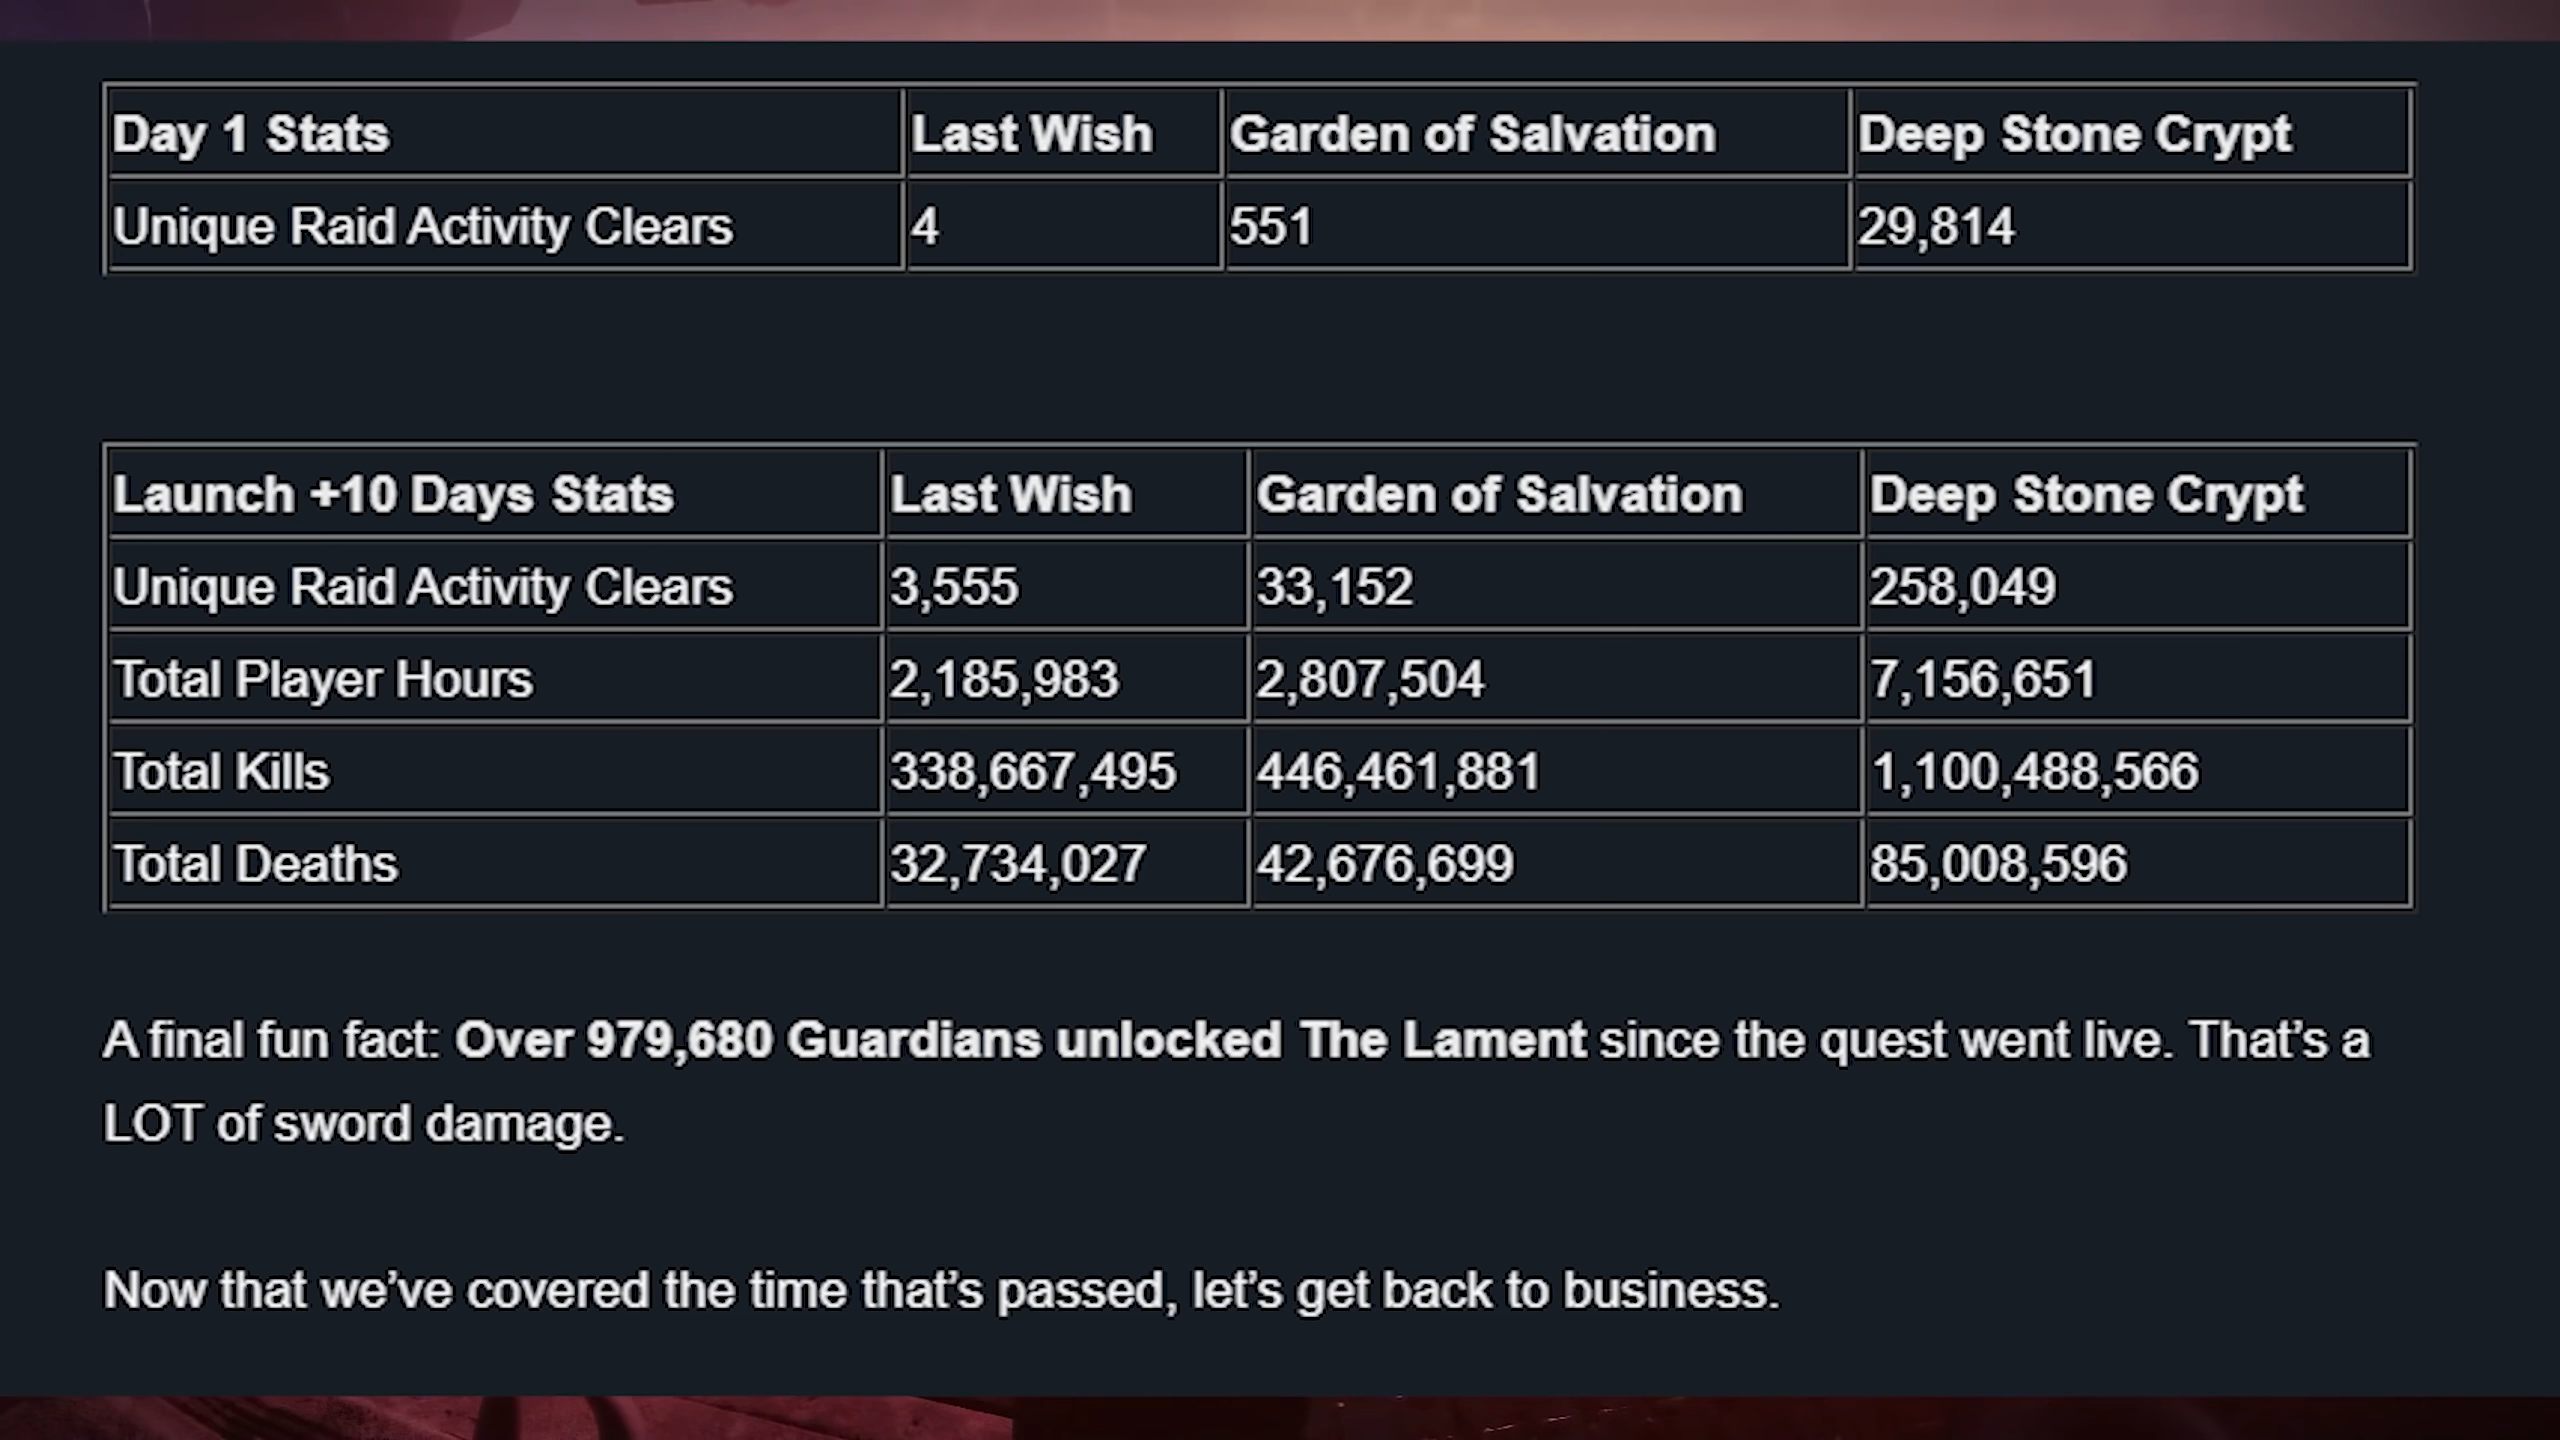 Day 1 Stats Last Wish Garden of Salvation Deep Stone Crypt
Unique Raid Activity Clears 4 551 29,814
Launch +10 Days Stats Last Wish Garden of Salvation Deep Stone Crypt
Unique Raid Activity Clears 3,555 33,152 258,049
Total Player Hours 2,185,983 2,807,504 7,156,651
Total Kills 338,667,495 446,461,881 1,100,488,566
Total Deaths 32,734,027 42,676,699 85,008,596
A final fun fact: Over 979,680 Guardians unlocked The Lament since the quest went live. That’s a
LOT of sword damage.
Now that we’ve covered the time that’s passed, let’s get back to business.